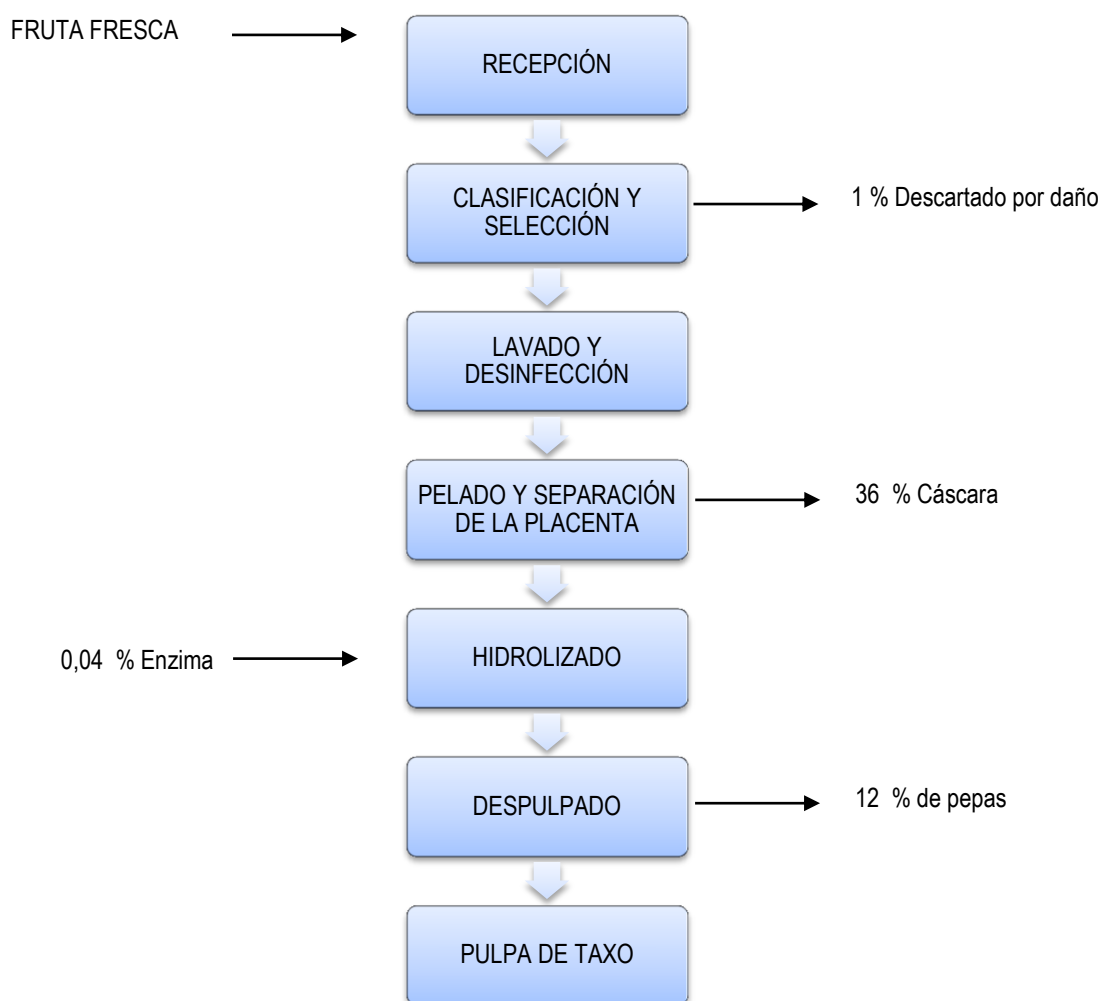 FRUTA FRESCA
RECEPCIÓN
CLASIFICACIÓN Y
SELECCIÓN
1 % Descartado por daño
LAVADO Y
DESINFECCIÓN
PELADO Y SEPARACIÓN
DE LA PLACENTA
36 % Cáscara
0,04 % Enzima
HIDROLIZADO
DESPULPADO
12 % de pepas
PULPA DE TAXO